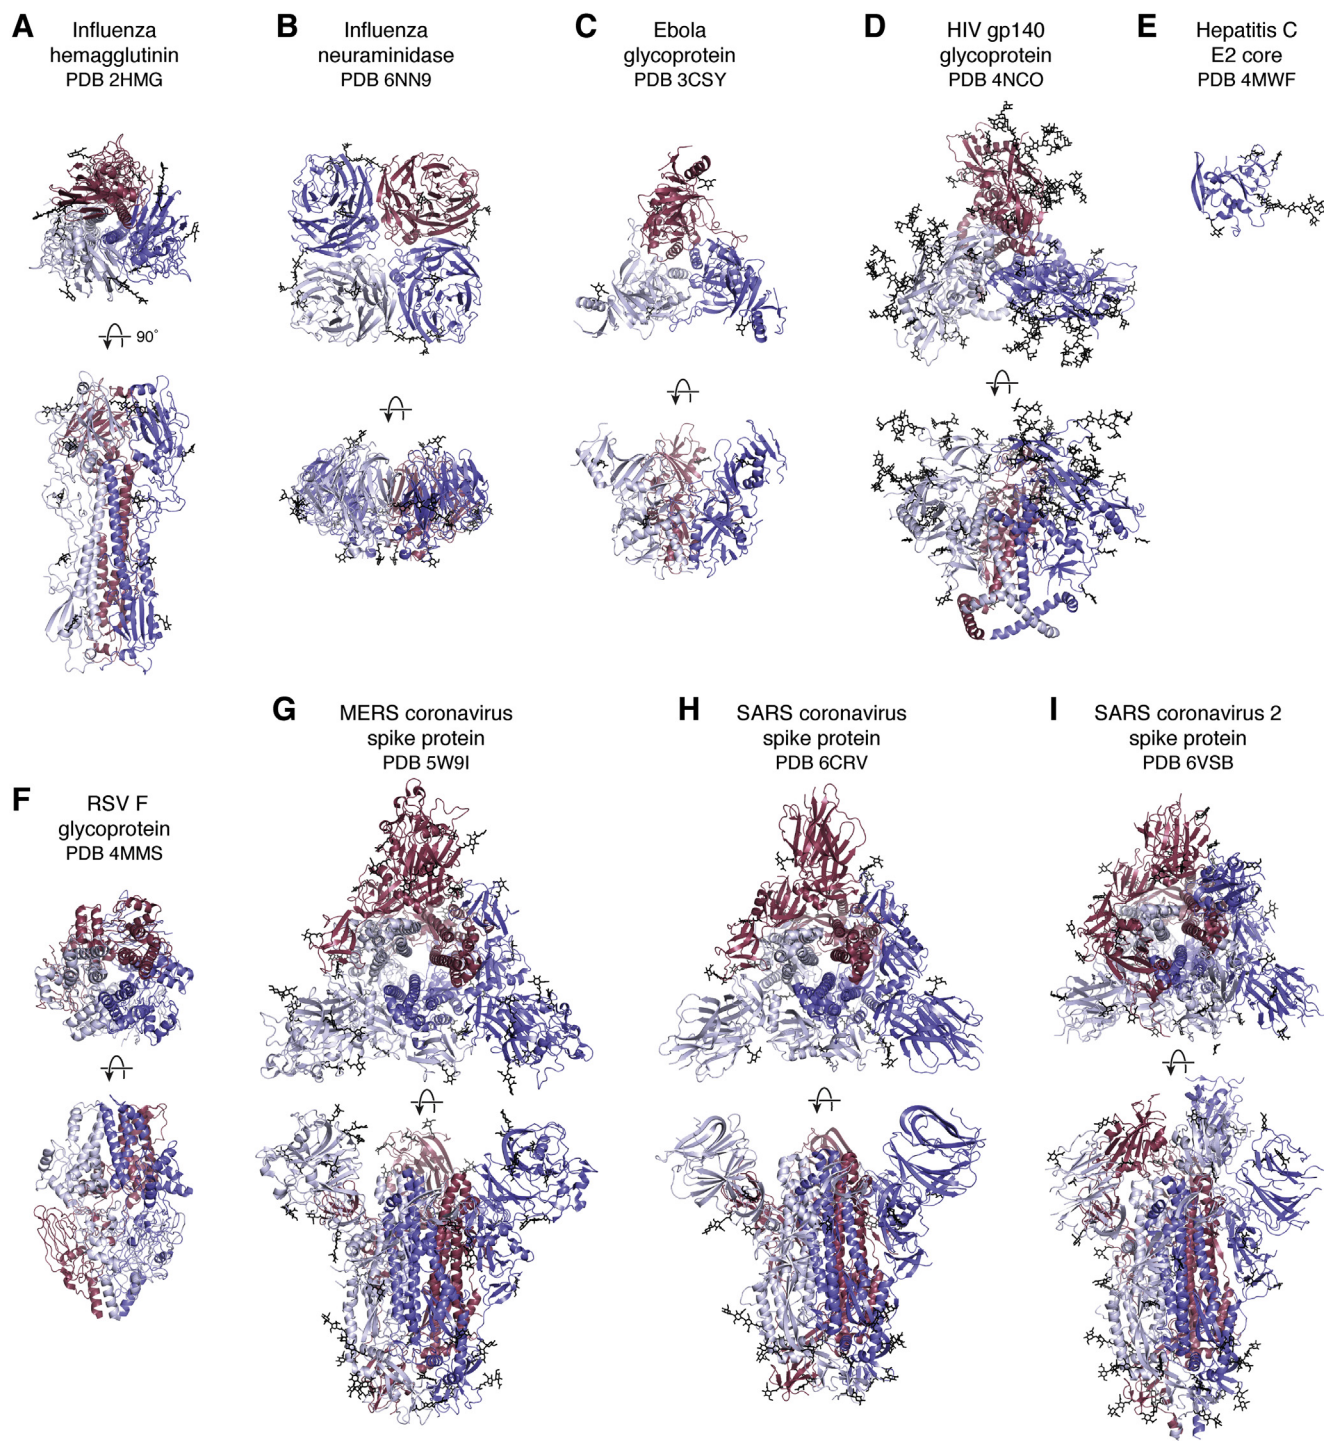 A
Influenza
hemagglutinin
PDB 2HMG
90°
B
Influenza
neuraminidase
PDB 6NN9
C
Ebola
glycoprotein
PDB 3CSY
D
HIV gp140
glycoprotein
PDB 4NCO
E
Hepatitis C
E2 core
PDB 4MWF
F
RSV F
glycoprotein
PDB 4MMS
G
MERS coronavirus
spike protein
PDB 5W9I
H
SARS coronavirus
spike protein
PDB 6CRV
I
SARS coronavirus 2
spike protein
PDB 6VSB